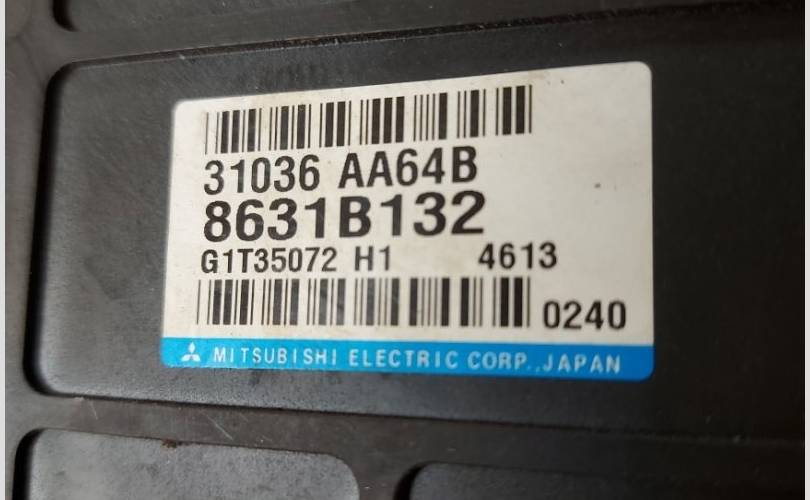 31036 AA64B
8631B132
G1T35072 H1 4613
0240
MITSUBISHI ELECTRIC CORP., JAPAN